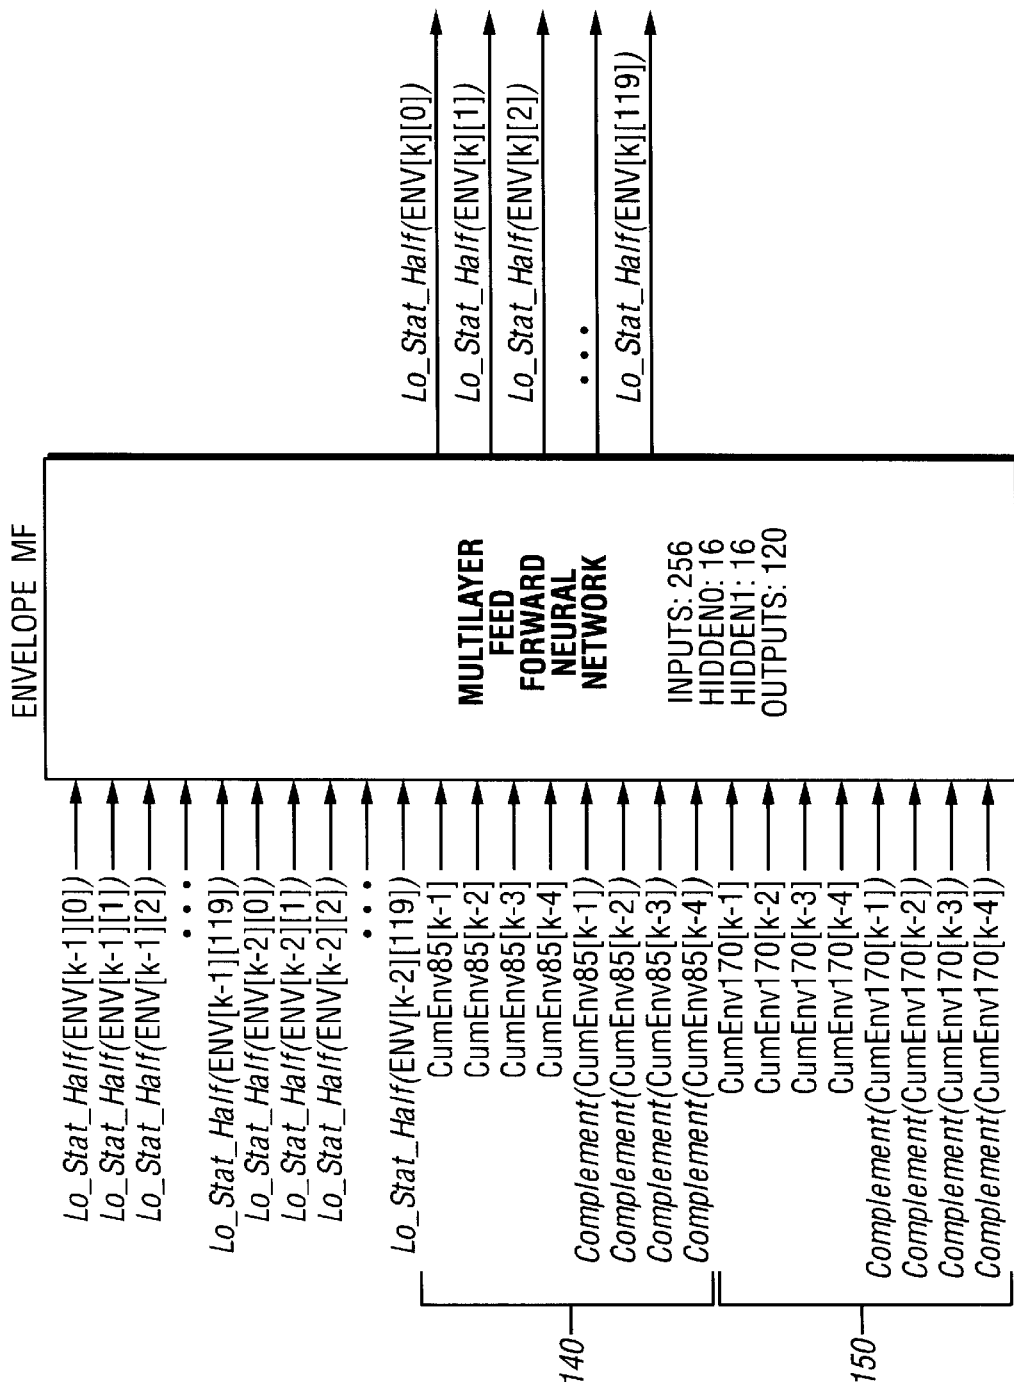 ENVELOPE MF
Lo_Stat_Half(ENV[k-1][0])
Lo_Stat_Half(ENV[k-1][1])
Lo_Stat_Half(ENV[k-1][2])
• • •
Lo_Stat_Half(ENV[k-1][119])
Lo_Stat_Half(ENV[k-2][0])
Lo_Stat_Half(ENV[k-2][1])
Lo_Stat_Half(ENV[k-2][2])
• • •
Lo_Stat_Half(ENV[k-2][119])
CumEnv85[k-1]
CumEnv85[k-2]
CumEnv85[k-3]
CumEnv85[k-4]
Complement(CumEnv85[k-1])
Complement(CumEnv85[k-2])
Complement(CumEnv85[k-3])
Complement(CumEnv85[k-4])
CumEnv170[k-1]
CumEnv170[k-2]
CumEnv170[k-3]
CumEnv170[k-4]
Complement(CumEnv170[k-1])
Complement(CumEnv170[k-2])
Complement(CumEnv170[k-3])
Complement(CumEnv170[k-4])
140
150
MULTILAYER
FEED
FORWARD
NEURAL
NETWORK
INPUTS: 256
HIDDEN0: 16
HIDDEN1: 16
OUTPUTS: 120
Lo_Stat_Half(ENV[k][0])
Lo_Stat_Half(ENV[k][1])
Lo_Stat_Half(ENV[k][2])
• • •
Lo_Stat_Half(ENV[k][119])